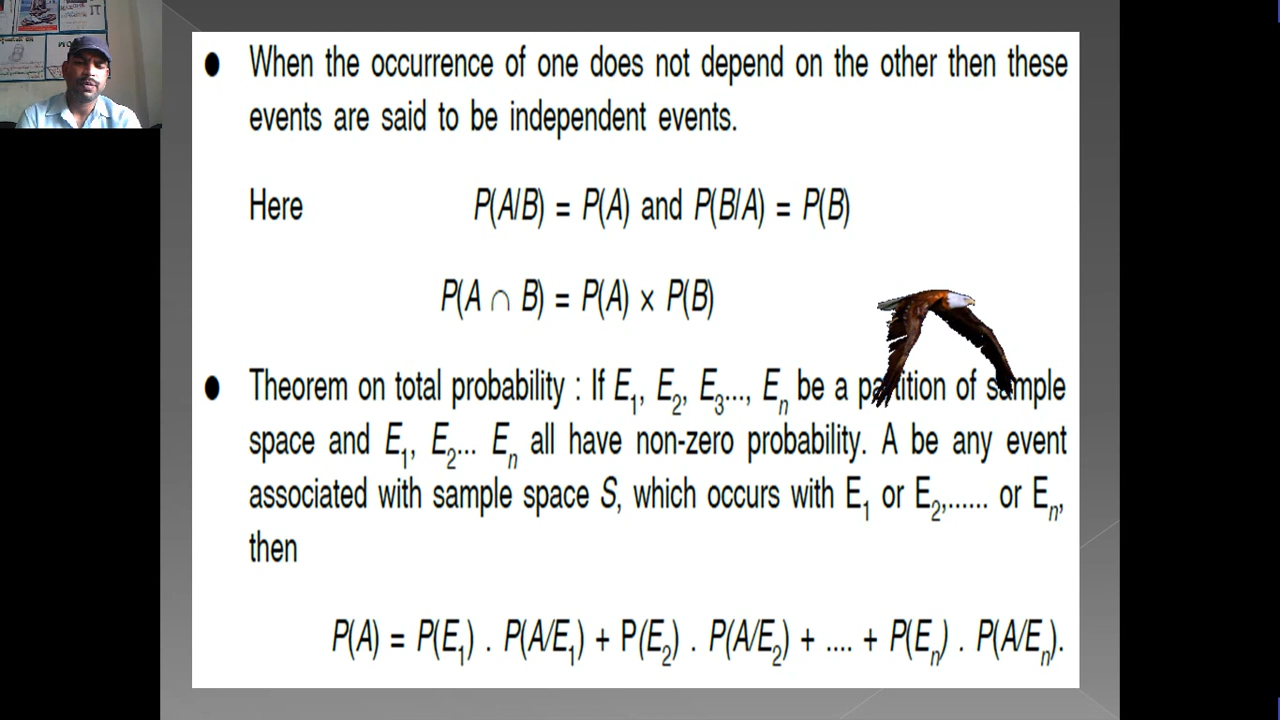 ● When the occurrence of one does not depend on the other then these
events are said to be independent events.
Here P(A/B) = P(A) and P(B/A) = P(B)
P(A ∩ B) = P(A) × P(B)
● Theorem on total probability : If E₁, E₂, E₃..., Eₙ be a partition of sample
space and E₁, E₂... Eₙ all have non-zero probability. A be any event
associated with sample space S, which occurs with E₁ or E₂,...... or Eₙ,
then
P(A) = P(E₁) . P(A/E₁) + P(E₂) . P(A/E₂) + .... + P(Eₙ) . P(A/Eₙ).